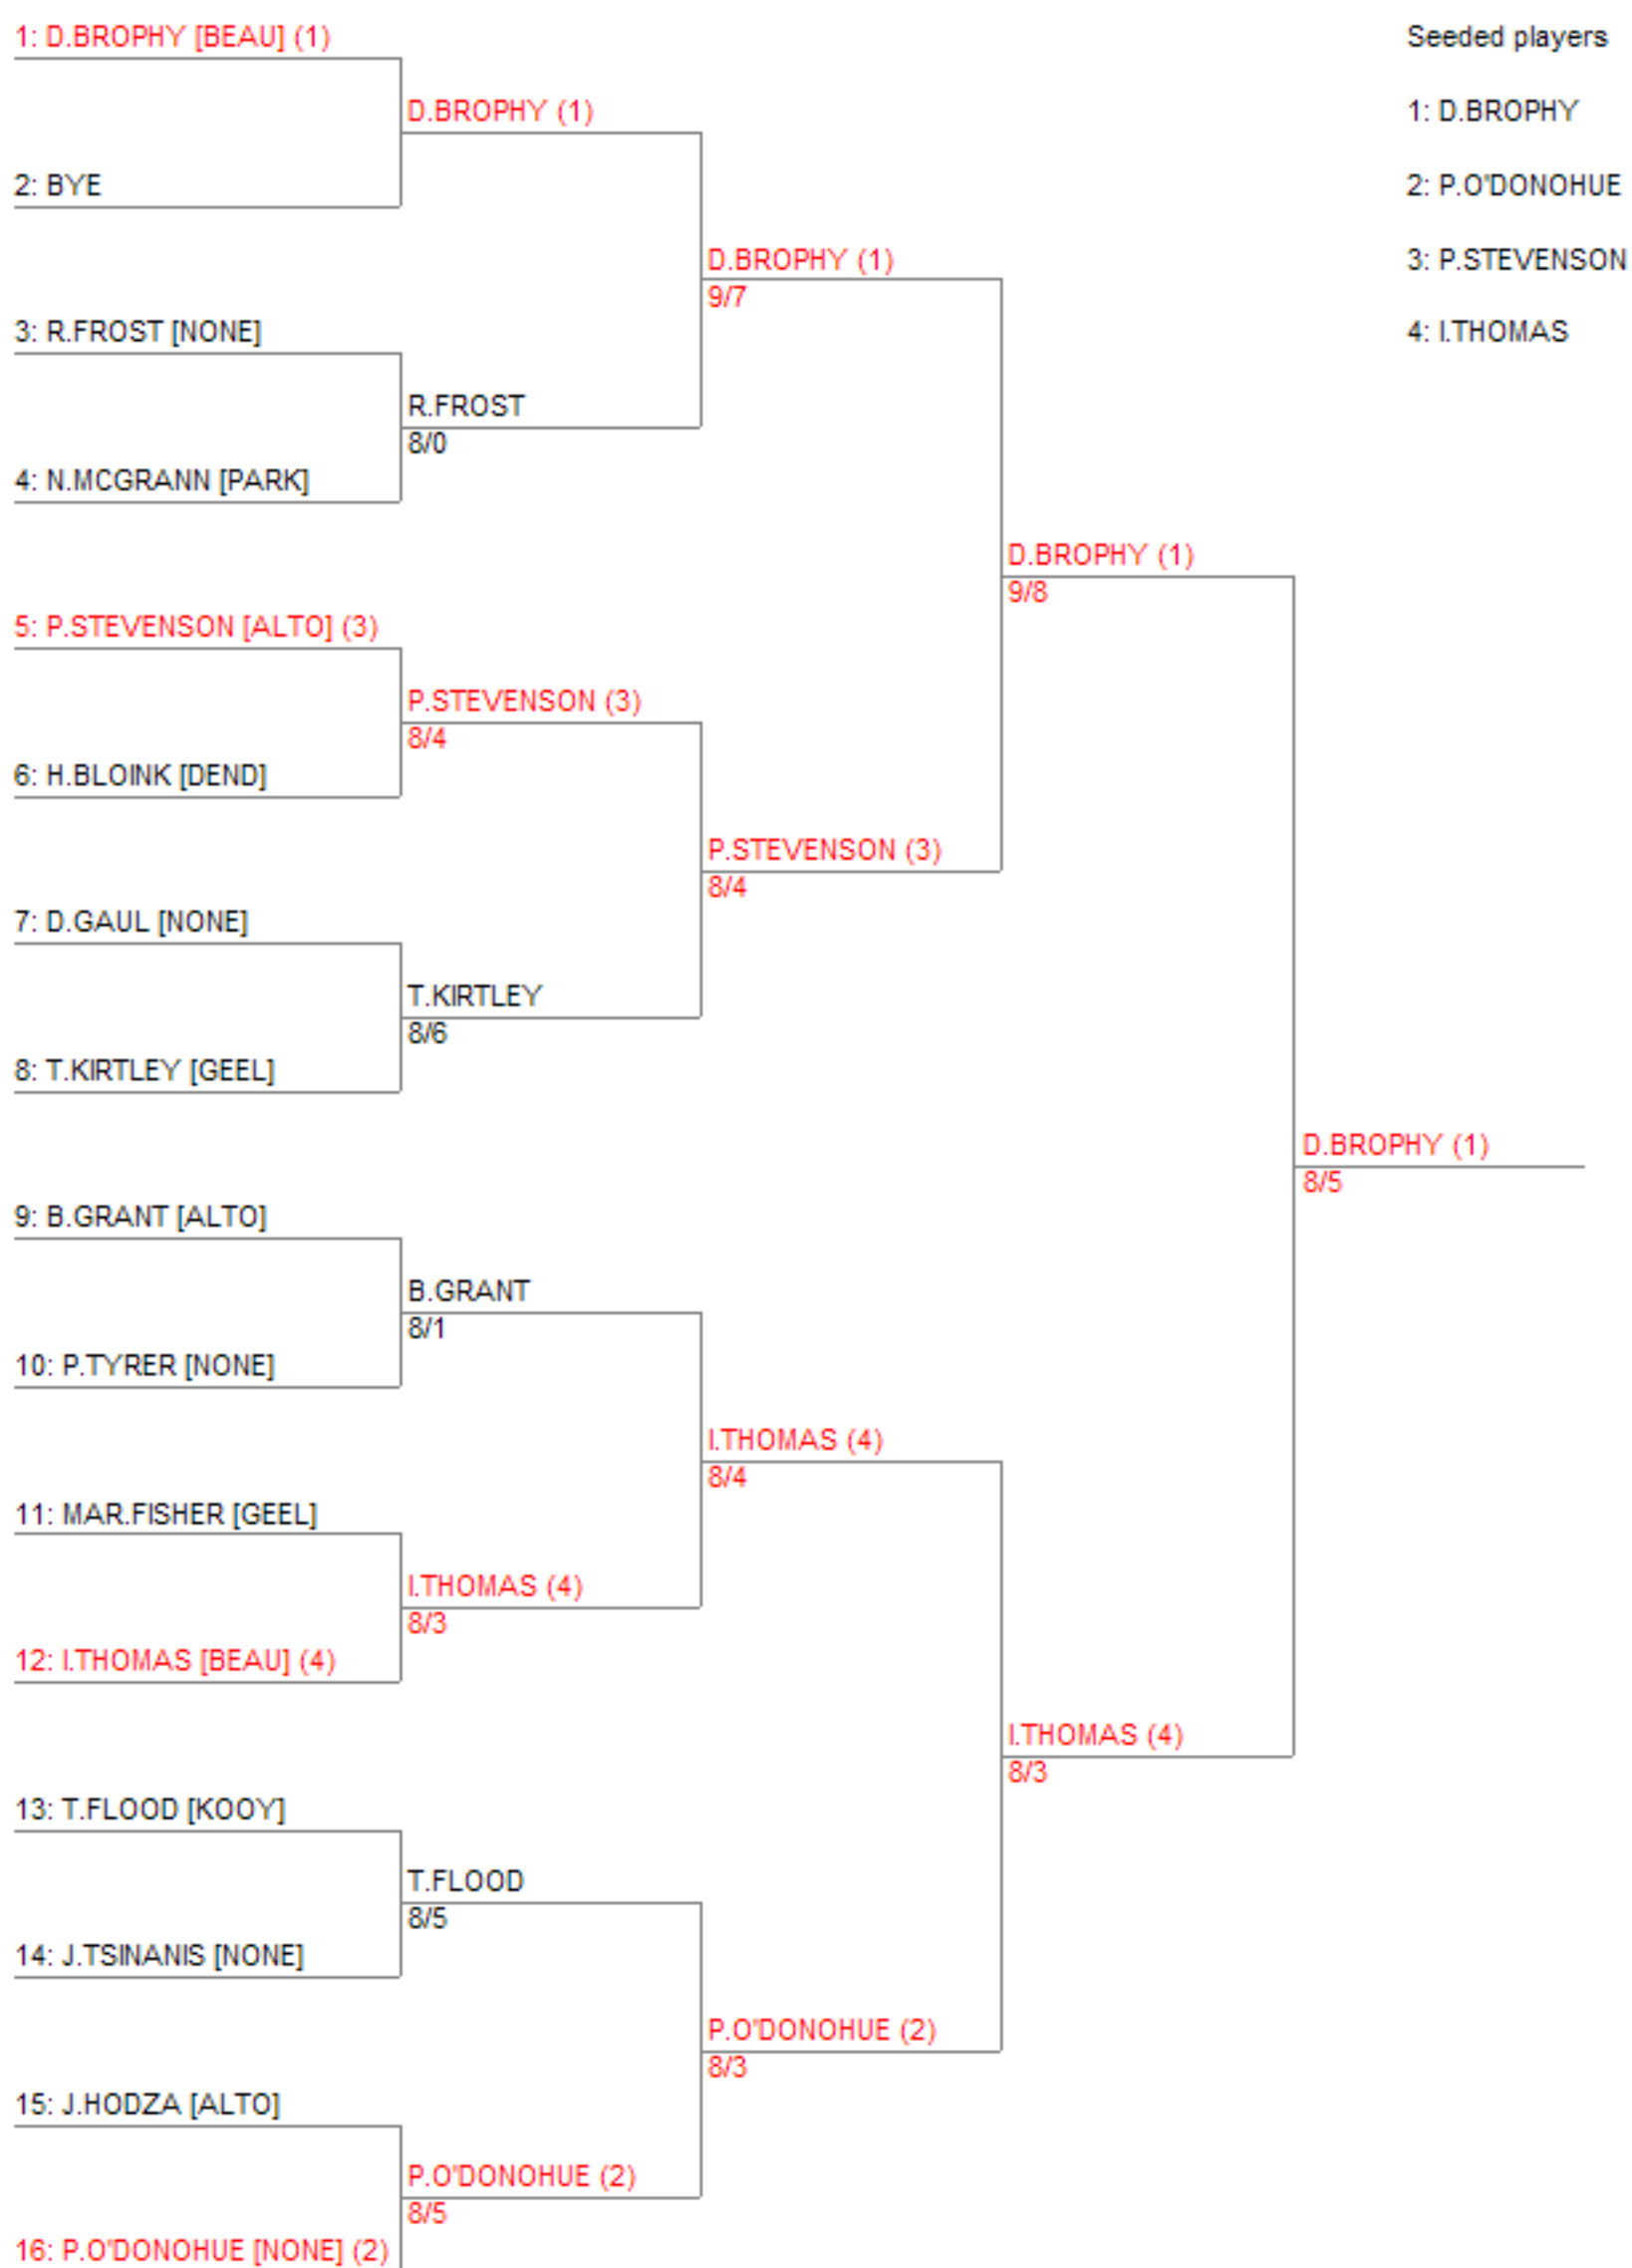 1: D.BROPHY [BEAU] (1)
Seeded players
D.BROPHY (1)
1: D.BROPHY
2: BYE
2: P.O'DONOHUE
D.BROPHY (1)
3: P.STEVENSON
9/7
3: R.FROST [NONE]
4: I.THOMAS
R.FROST
8/0
4: N.MCGRANN [PARK]
D.BROPHY (1)
9/8
5: P.STEVENSON [ALTO] (3)
P.STEVENSON (3)
8/4
6: H.BLOINK [DEND]
P.STEVENSON (3)
8/4
7: D.GAUL [NONE]
T.KIRTLEY
8/6
8: T.KIRTLEY [GEEL]
D.BROPHY (1)
8/5
9: B.GRANT [ALTO]
B.GRANT
8/1
10: P.TYRER [NONE]
I.THOMAS (4)
8/4
11: MAR.FISHER [GEEL]
I.THOMAS (4)
8/3
12: I.THOMAS [BEAU] (4)
I.THOMAS (4)
8/3
13: T.FLOOD [KOOY]
T.FLOOD
8/5
14: J.TSINANIS [NONE]
P.O'DONOHUE (2)
8/3
15: J.HODZA [ALTO]
P.O'DONOHUE (2)
8/5
16: P.O'DONOHUE [NONE] (2)